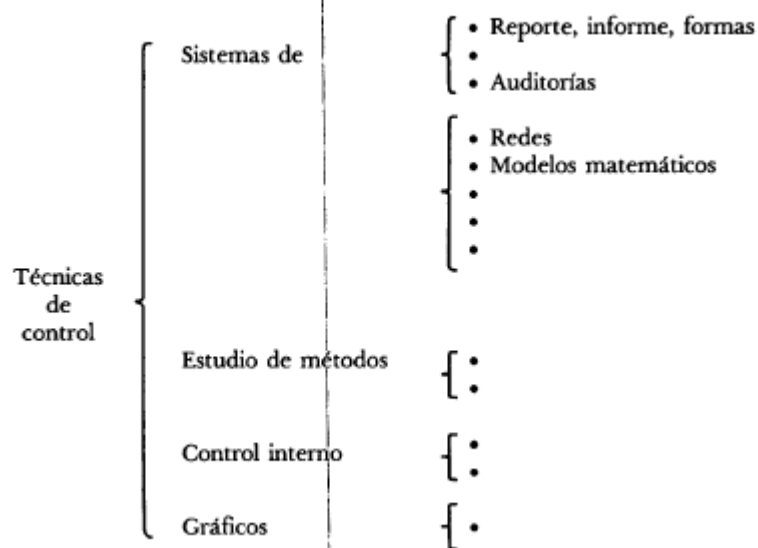 Reporte, informe, formas
Sistemas de
Auditorías
Redes
Modelos matemáticos
Técnicas
de
control
Estudio de métodos
Control interno
Gráficos